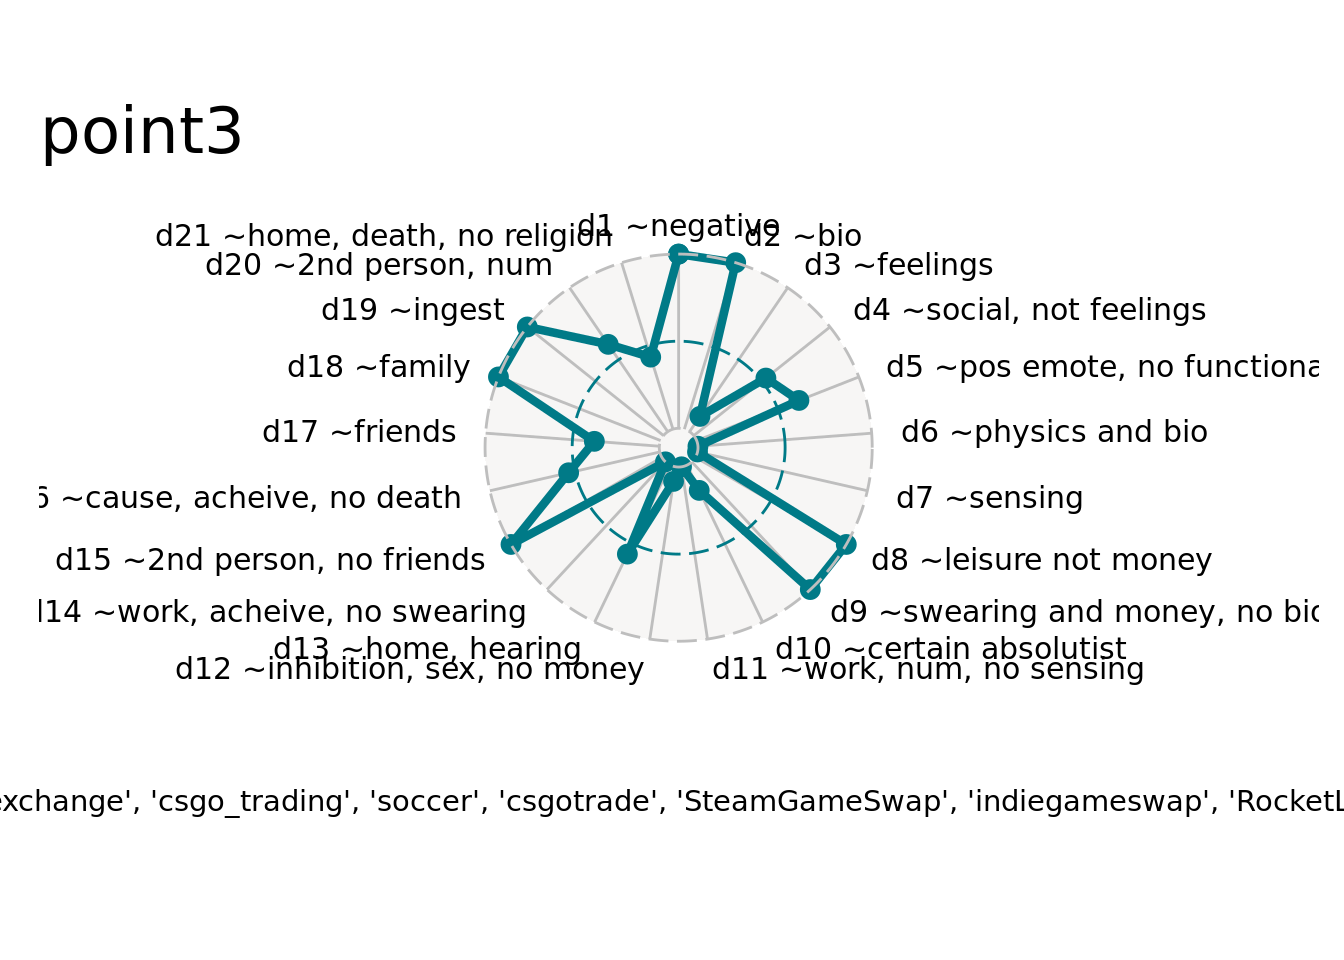 point3
d1 ~negative
d21 ~home, death, no religion
d2 ~bio
d20 ~2nd person, num
d3 ~feelings
d19 ~ingest
d4 ~social, not feelings
d18 ~family
d5 ~pos emote, no functiona
d17 ~friends
d6 ~physics and bio
~cause, acheive, no death
d7 ~sensing
d15 ~2nd person, no friends
d8 ~leisure not money
14 ~work, acheive, no swearing
d9 ~swearing and money, no bio
d13 ~home, hearing
d10 ~certain absolutist
d12 ~inhibition, sex, no money
d11 ~work, num, no sensing
exchange', 'csgo_trading', 'soccer', 'csgotrade', 'SteamGameSwap', 'indiegameswap', 'RocketL